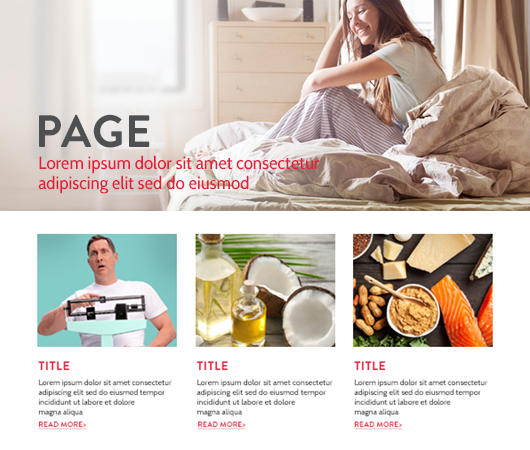 PAGE
Lorem ipsum dolor sit amet consectetur
adipiscing elit sed do eiusmod
TITLE
Lorem ipsum dolor sit amet consectetur
adipiscing elit sed do eiusmod tempor
incididunt ut labore et dolore
magna aliqua
READ MORE>
TITLE
Lorem ipsum dolor sit amet consectetur
adipiscing elit sed do eiusmod tempor
incididunt ut labore et dolore
magna aliqua
READ MORE>
TITLE
Lorem ipsum dolor sit amet consectetur
adipiscing elit sed do eiusmod tempor
incididunt ut labore et dolore
magna aliqua
READ MORE>